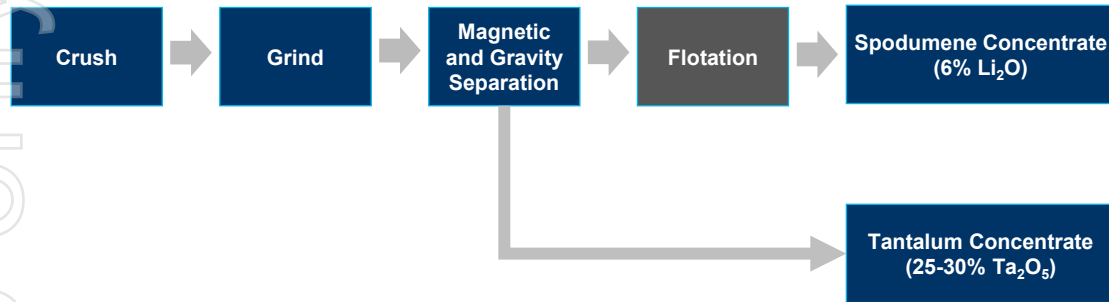 Crush
Grind
Magnetic
and Gravity
Separation
Flotation
Spodumene Concentrate
(6% Li₂O)
Tantalum Concentrate
(25-30% Ta₂O₅)